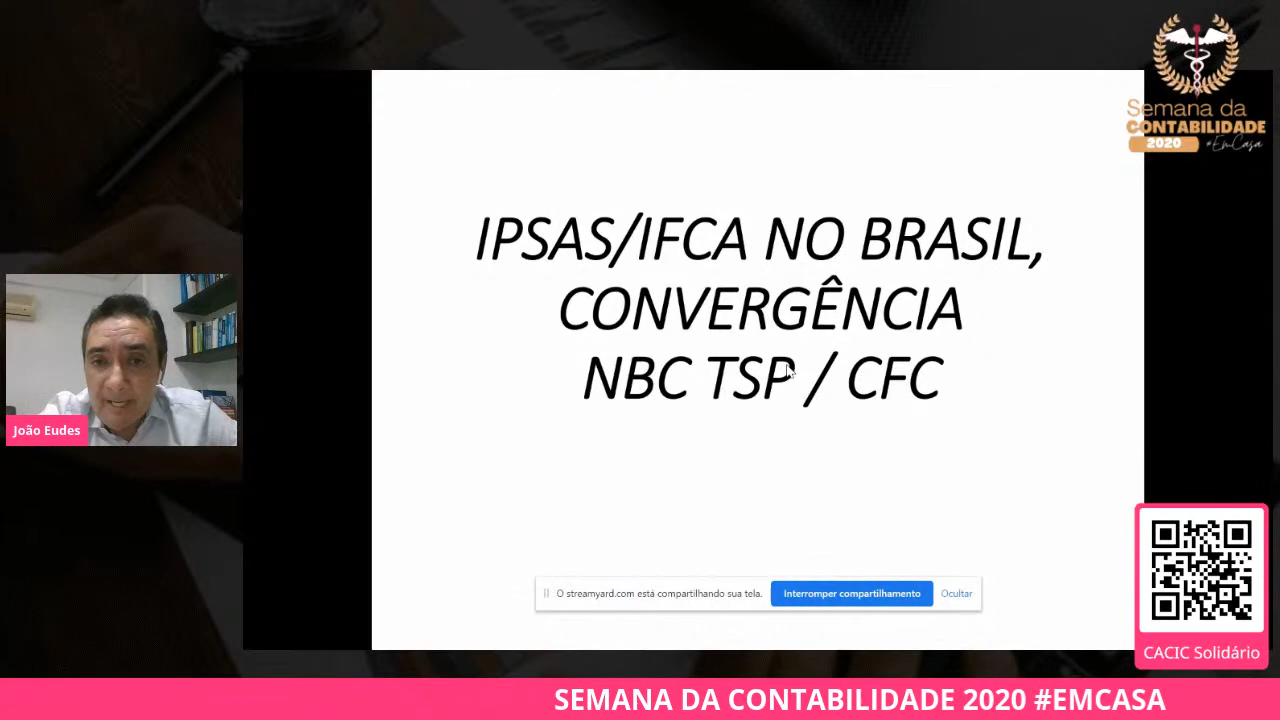 Semana da
CONTABILIDADE
2020 #EmCasa
IPSAS/IFCA NO BRASIL,
CONVERGÊNCIA
NBC TSP / CFC
João Eudes
O streamyard.com está compartilhando sua tela.
Interromper compartilhamento
Ocultar
CACIC Solidário
SEMANA DA CONTABILIDADE 2020 #EMCASA